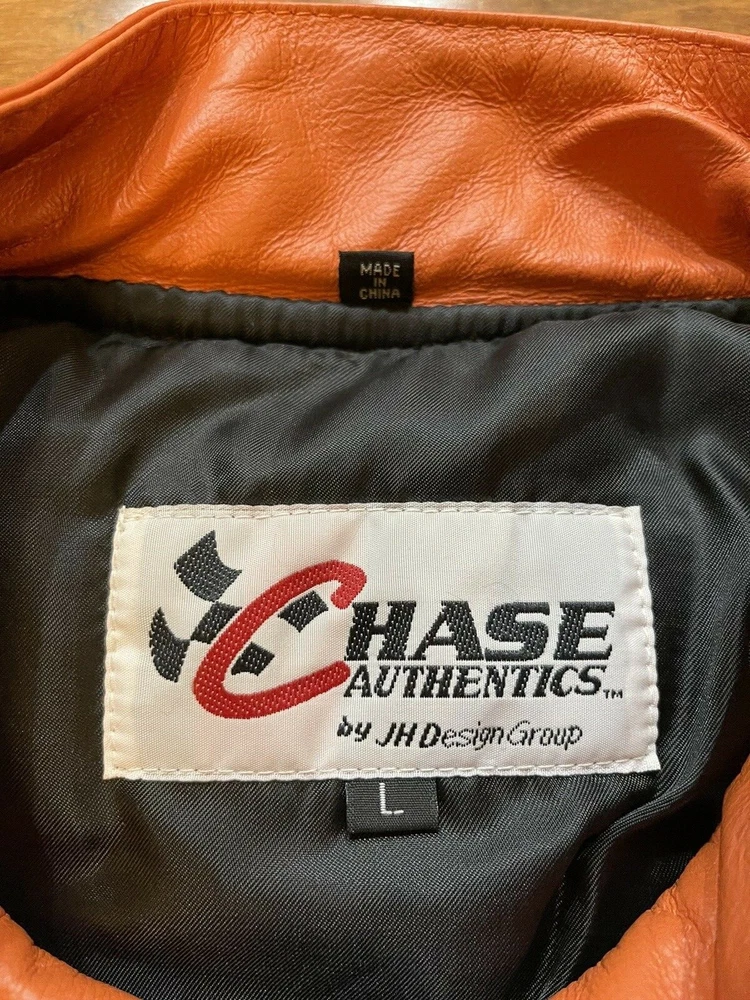 MADE
IN
CHINA
CHASE
AUTHENTICS™
by JH Design Group
L